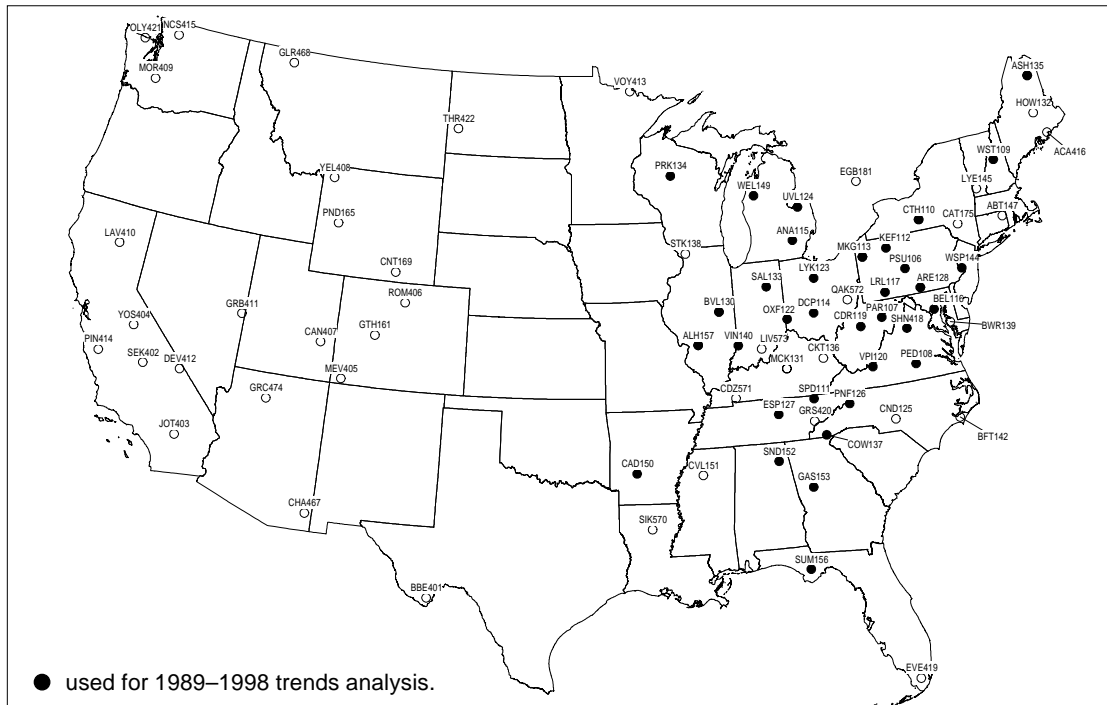 OLY421
NCS415
MOR409
GLR468
VOY413
THR422
YEL408
PND165
CNT169
LAV410
ROM406
GTH161
GRB411
CAN407
YOS404
PIN414
SEK402
DEV412
MEV405
GRC474
JOT403
CHA467
BBE401
ASH135
HOW132
ACA416
WST109
LYE145
ABT147
EGB181
PRK134
WEL149
UVL124
CTH110
CAT175
ANA115
STK138
MKG113
KEF112
PSU106
WSP144
LYK123
SAL133
LRL117
ARE128
QAK572
BEL116
BVL130
OXF122
DCP114
CDR119
PAR107
SHN418
BWR139
ALH157
VIN140
LIV573
CKT136
MCK131
VPI120
PED108
CDZ571
SPD111
PNF126
ESP127
GRS420
CND125
BFT142
COW137
SND152
CAD150
CVL151
GAS153
SIK570
SUM156
EVE419
used for 1989–1998 trends analysis.